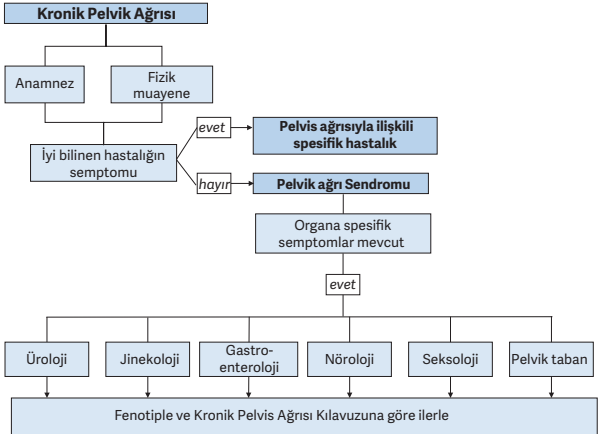 Kronik Pelvik Ağrısı
Anamnez
Fizik
muayene
İyi bilinen hastalığın
semptomu
evet
Pelvis ağrısıyla ilişkili
spesifik hastalık
hayır
Pelvik ağrı Sendromu
Organa spesifik
semptomlar mevcut
evet
Üroloji
Jinekoloji
Gastro-
enteroloji
Nöroloji
Seksoloji
Pelvik taban
Fenotiple ve Kronik Pelvis Ağrısı Kılavuzuna göre ilerle